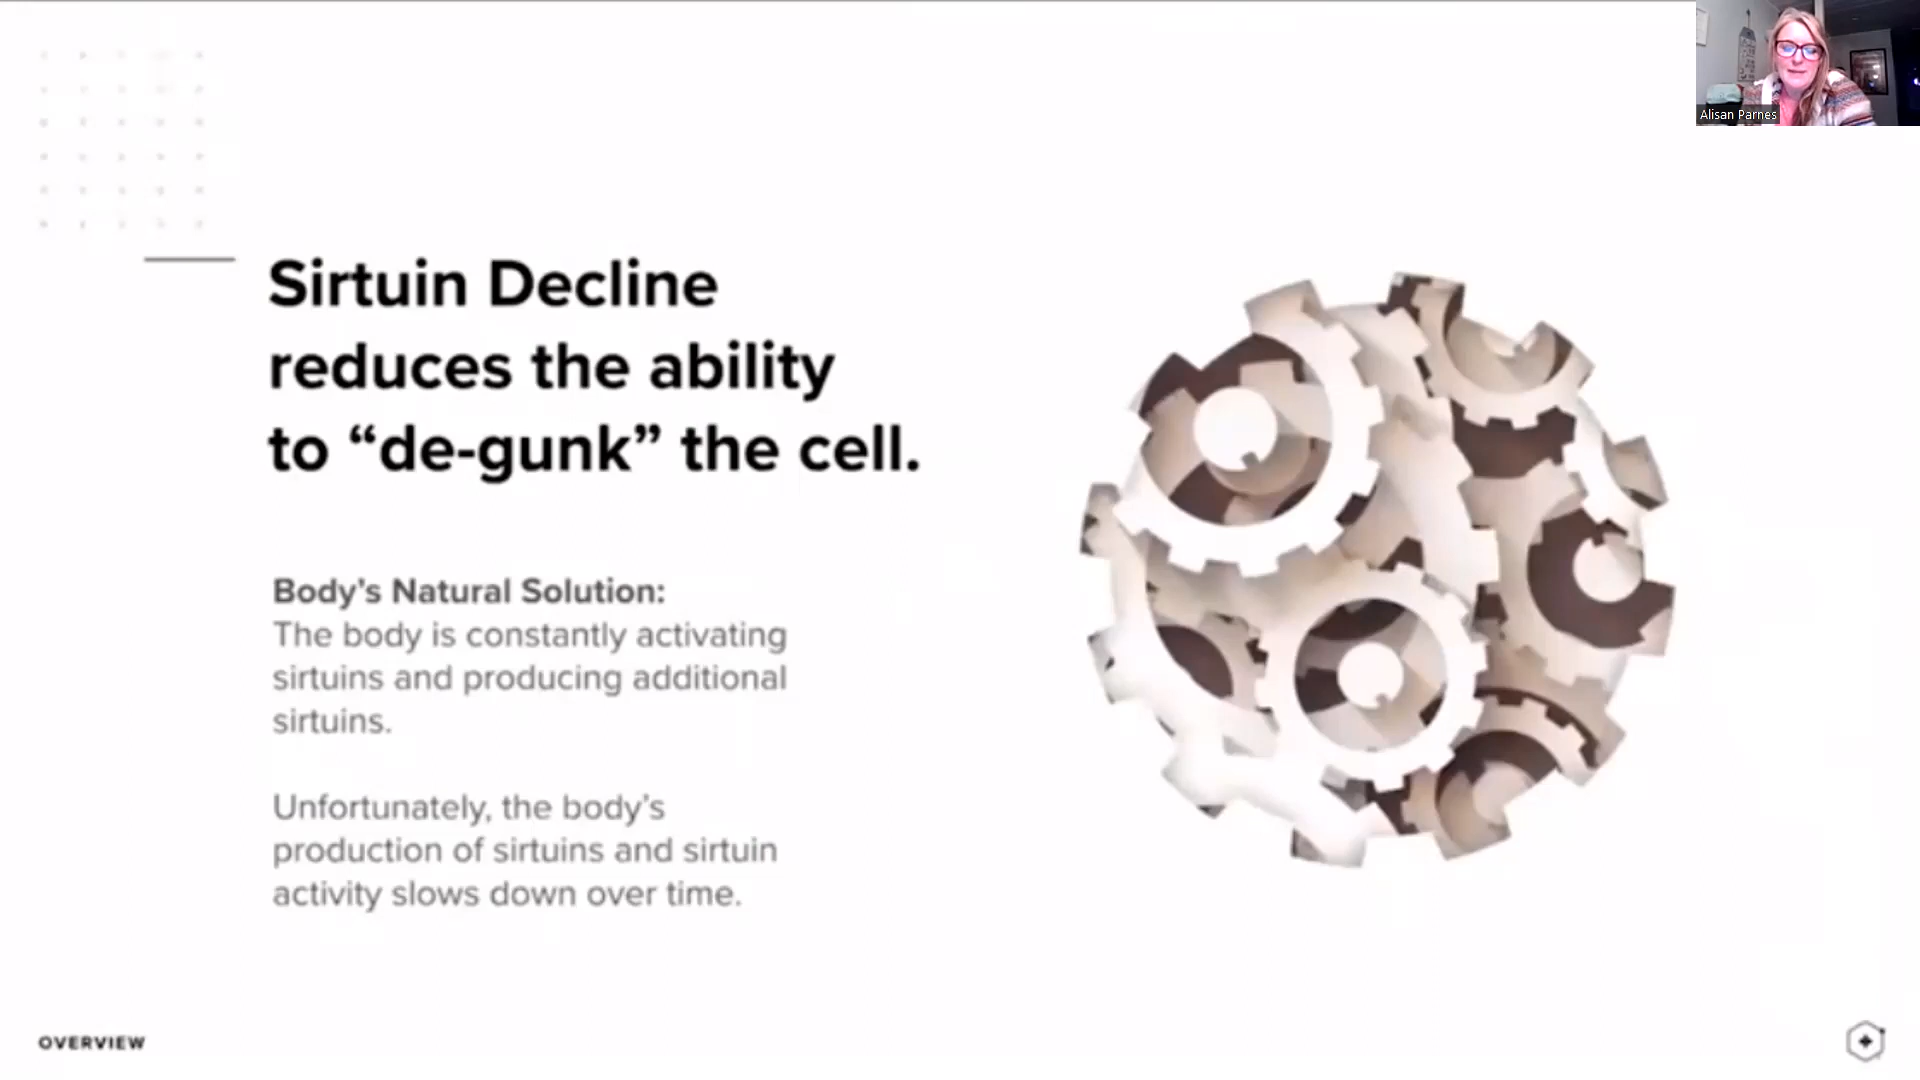 Alisan Parnes
Sirtuin Decline
reduces the ability
to “de-gunk” the cell.
Body’s Natural Solution:
The body is constantly activating
sirtuins and producing additional
sirtuins.
Unfortunately, the body’s
production of sirtuins and sirtuin
activity slows down over time.
OVERVIEW